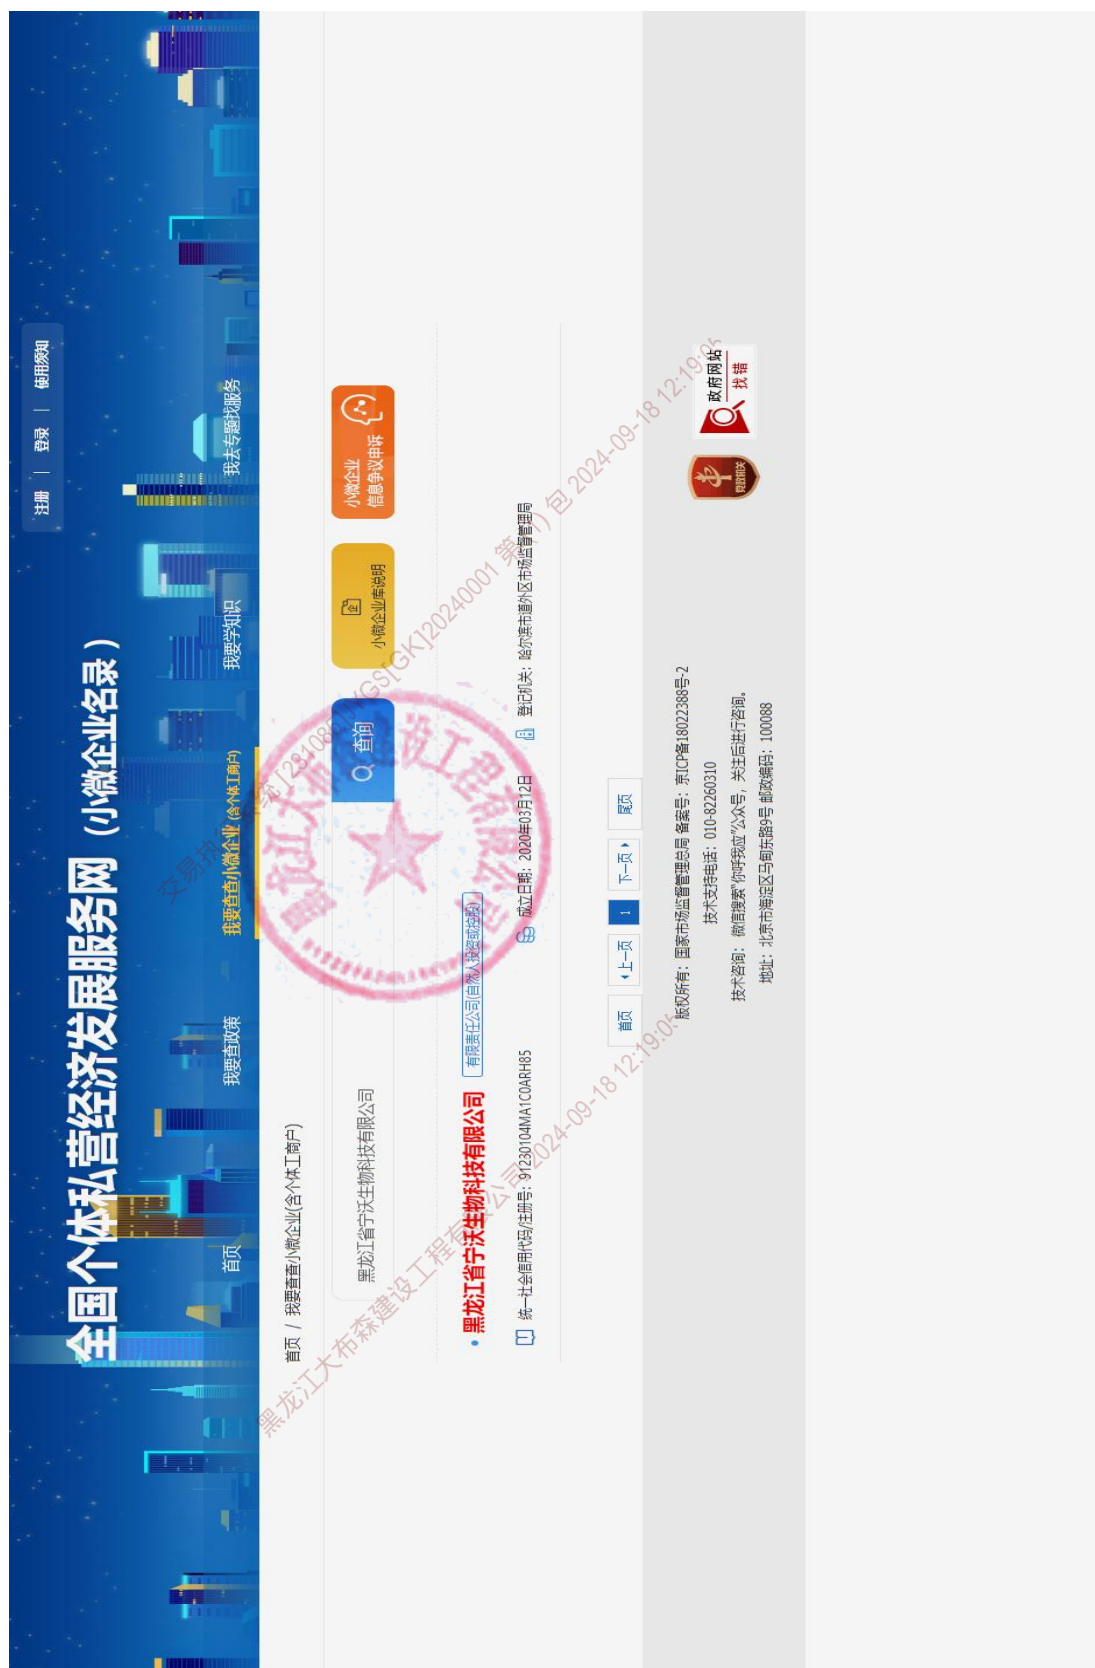 注册 | 登录 | 使用须知
全国个体私营经济发展服务网（小微企业名录）
首页 我要查政策 我要查查小微企业(含个体工商户) 我要学知识 我去专题找服务
首页 / 我要查查小微企业(含个体工商户)
黑龙江省宁沃生物科技有限公司
查询
小微企业库说明
小微企业
信息争议申诉
黑龙江省宁沃生物科技有限公司 有限责任公司(自然人投资或控股)
统一社会信用代码/注册号：91230104MA1C0ARH85 成立日期：2020年03月12日 登记机关：哈尔滨市道外区市场监督管理局
首页 上一页 1 下一页 尾页
版权所有：国家市场监督管理总局 备案号：京ICP备18022388号-2
技术支持电话：010-82260310
技术咨询：微信搜索“你呼我应”公众号，关注后进行咨询。
地址：北京市海淀区马甸东路9号 邮政编码：100088
党政机关
政府网站
找错
黑龙江大布森建设工程有限公司 2024-09-18 12:19:05
2024-09-18 12:19:05